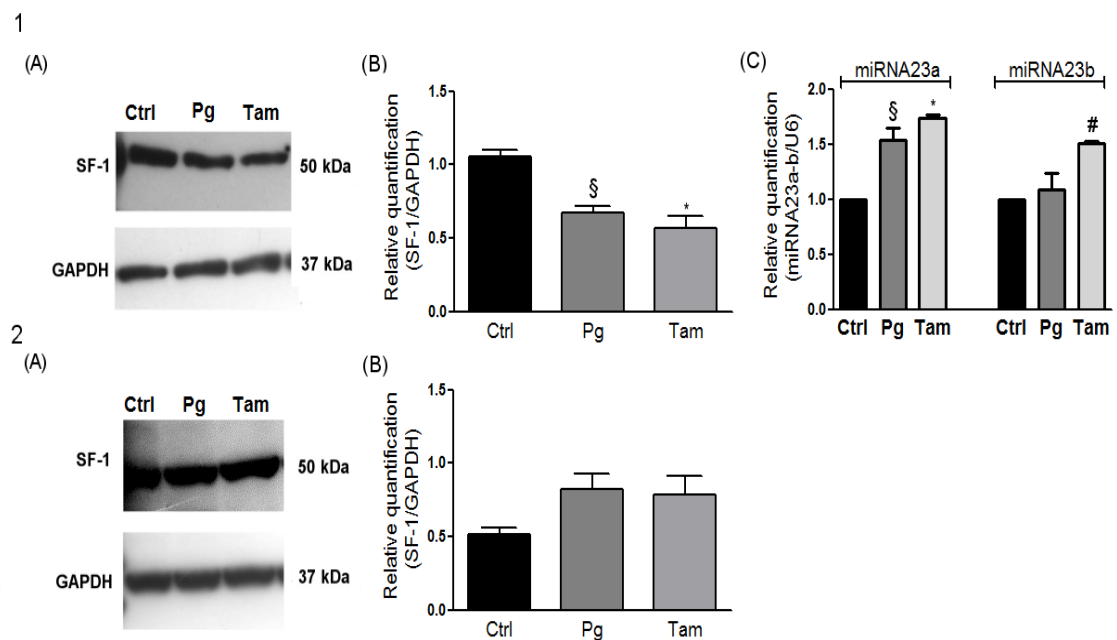 1
(A)
Ctrl Pg Tam
SF-1
50 kDa
GAPDH
37 kDa
(B)
Relative quantification
(SF-1/GAPDH)
1.5
1.0
0.5
0.0
§
*
Ctrl Pg Tam
(C)
miRNA23a miRNA23b
Relative quantification
(miRNA23a-b/U6)
2.0
1.5
1.0
0.5
0.0
§
*
#
Ctrl Pg Tam Ctrl Pg Tam
2
(A)
Ctrl Pg Tam
SF-1
50 kDa
GAPDH
37 kDa
(B)
Relative quantification
(SF-1/GAPDH)
1.5
1.0
0.5
0.0
Ctrl Pg Tam